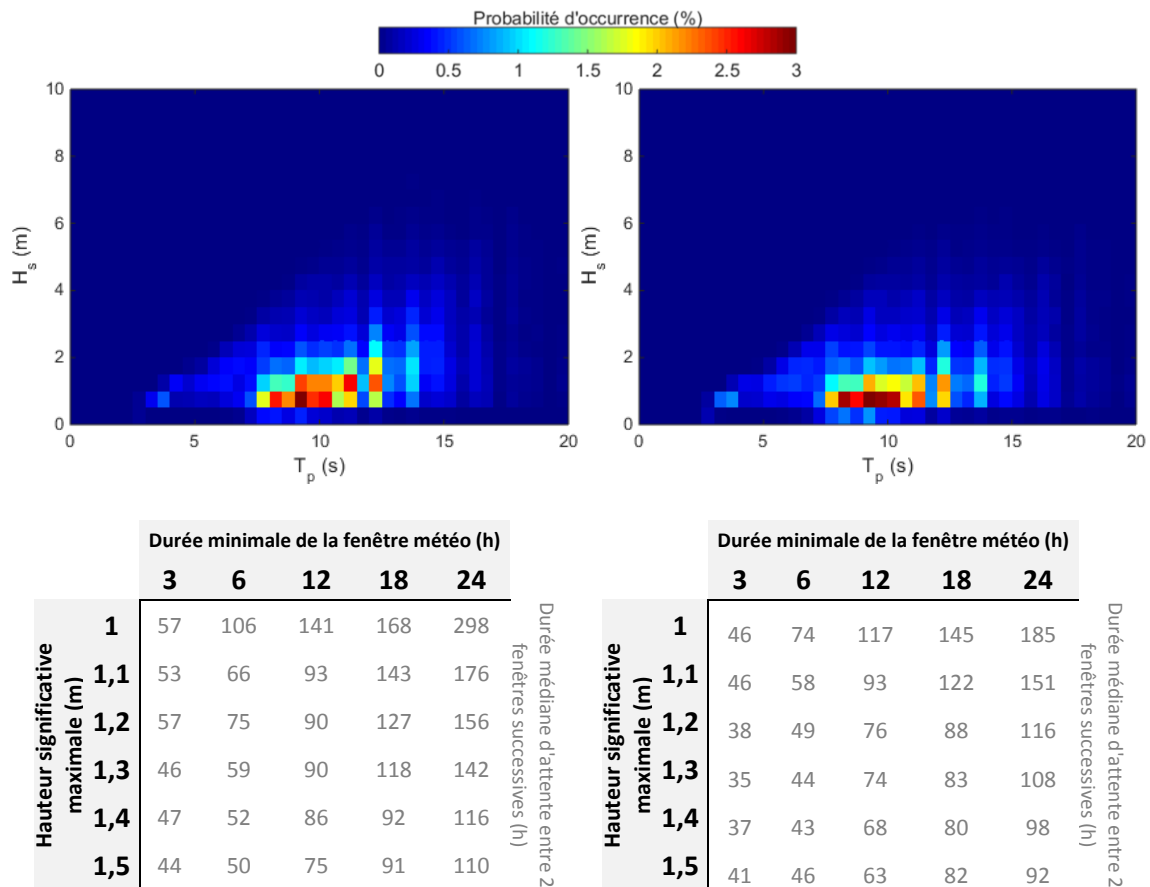 Probabilité d'occurrence (%)
0 0.5 1 1.5 2 2.5 3
10
8
6
4
2
0
H_s (m)
0 5 10 15 20
T_p (s)
10
8
6
4
2
0
H_s (m)
0 5 10 15 20
T_p (s)
Durée minimale de la fenêtre météo (h)
3 6 12 18 24
Hauteur significative
maximale (m)
1 57 106 141 168 298
1,1 53 66 93 143 176
1,2 57 75 90 127 156
1,3 46 59 90 118 142
1,4 47 52 86 92 116
1,5 44 50 75 91 110
Durée médiane d'attente entre 2
fenêtres successives (h)
Durée minimale de la fenêtre météo (h)
3 6 12 18 24
Hauteur significative
maximale (m)
1 46 74 117 145 185
1,1 46 58 93 122 151
1,2 38 49 76 88 116
1,3 35 44 74 83 108
1,4 37 43 68 80 98
1,5 41 46 63 82 92
Durée médiane d'attente entre 2
fenêtres successives (h)